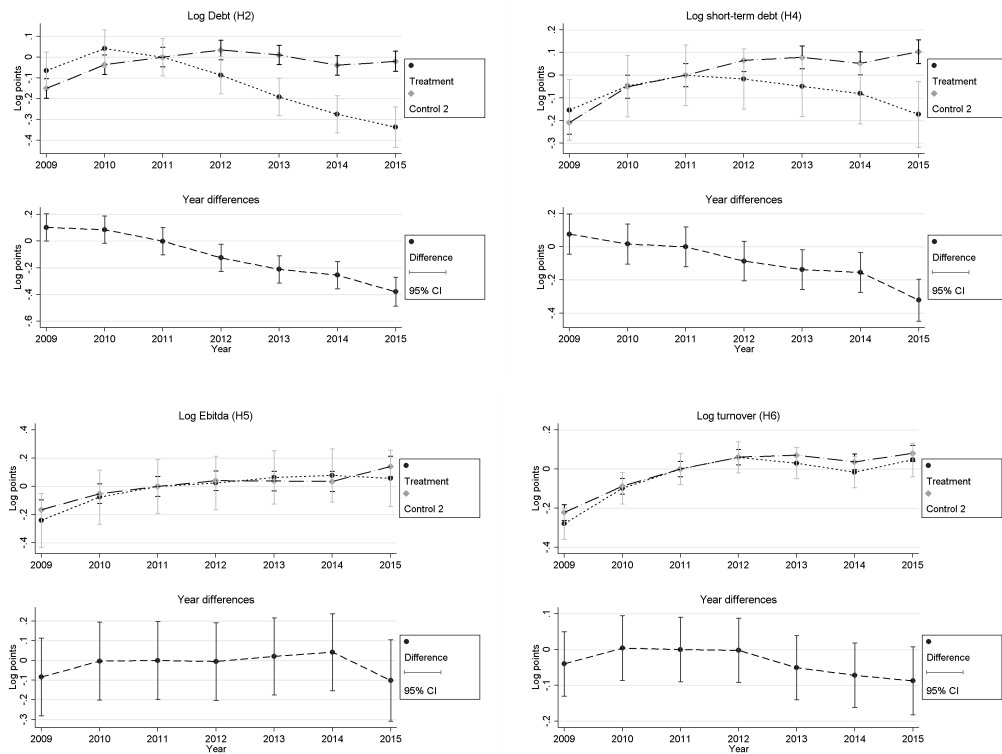 Log Debt (H2)
Log points
.1
0
-.1
-.2
-.3
-.4
2009 2010 2011 2012 2013 2014 2015
Treatment
Control 2
Year differences
Log points
.2
0
-.2
-.4
-.6
2009 2010 2011 2012 2013 2014 2015
Year
Difference
95% CI
Log short-term debt (H4)
Log points
.2
.1
0
-.1
-.2
-.3
2009 2010 2011 2012 2013 2014 2015
Treatment
Control 2
Year differences
Log points
.2
0
-.2
-.4
2009 2010 2011 2012 2013 2014 2015
Year
Difference
95% CI
Log Ebitda (H5)
Log points
.4
.2
0
-.2
-.4
2009 2010 2011 2012 2013 2014 2015
Treatment
Control 2
Year differences
Log points
.2
.1
0
-.1
-.2
-.3
2009 2010 2011 2012 2013 2014 2015
Year
Difference
95% CI
Log turnover (H6)
Log points
.2
0
-.2
-.4
2009 2010 2011 2012 2013 2014 2015
Treatment
Control 2
Year differences
Log points
.1
0
-.1
-.2
2009 2010 2011 2012 2013 2014 2015
Year
Difference
95% CI